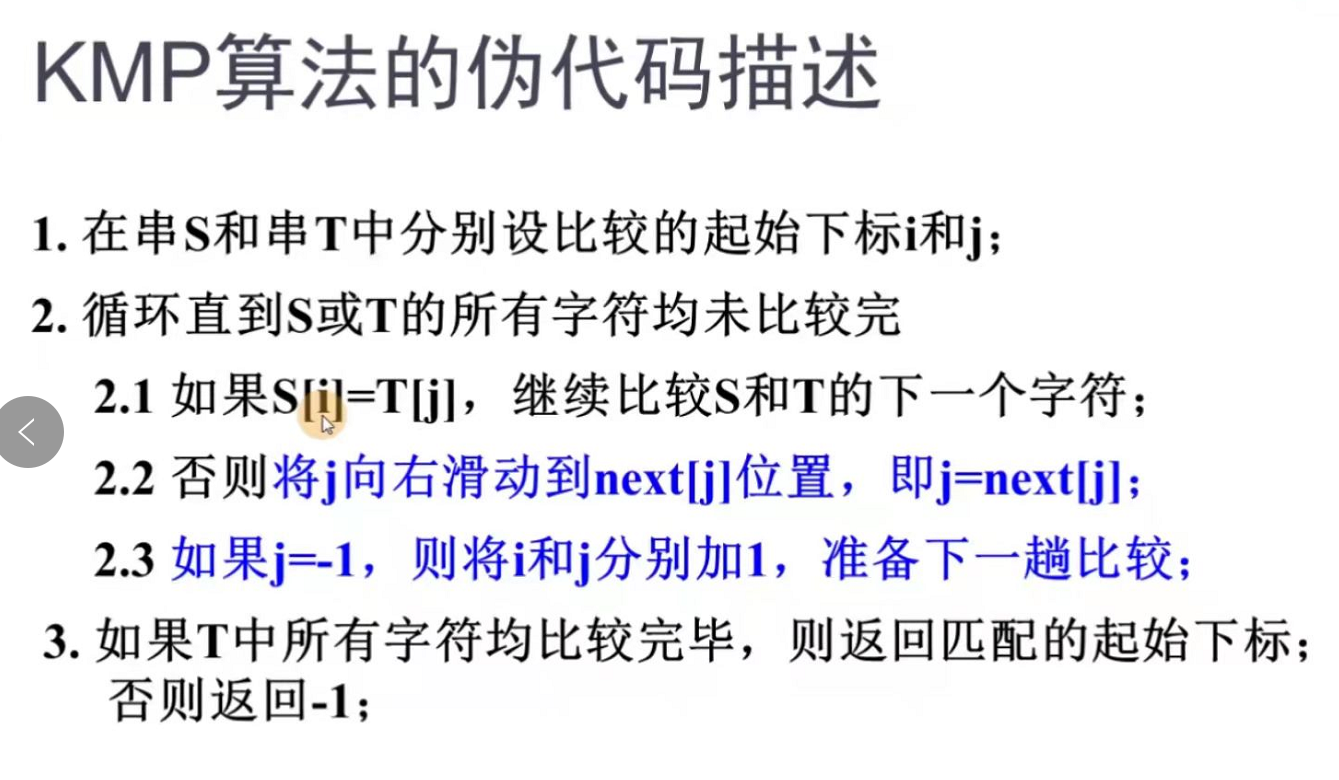 KMP算法的伪代码描述
1. 在串S和串T中分别设比较的起始下标i和j；
2. 循环直到S或T的所有字符均未比较完
2.1 如果S[i]=T[j]，继续比较S和T的下一个字符；
2.2 否则将j向右滑动到next[j]位置，即j=next[j]；
2.3 如果j=-1，则将i和j分别加1，准备下一趟比较；
3. 如果T中所有字符均比较完毕，则返回匹配的起始下标；
否则返回-1；